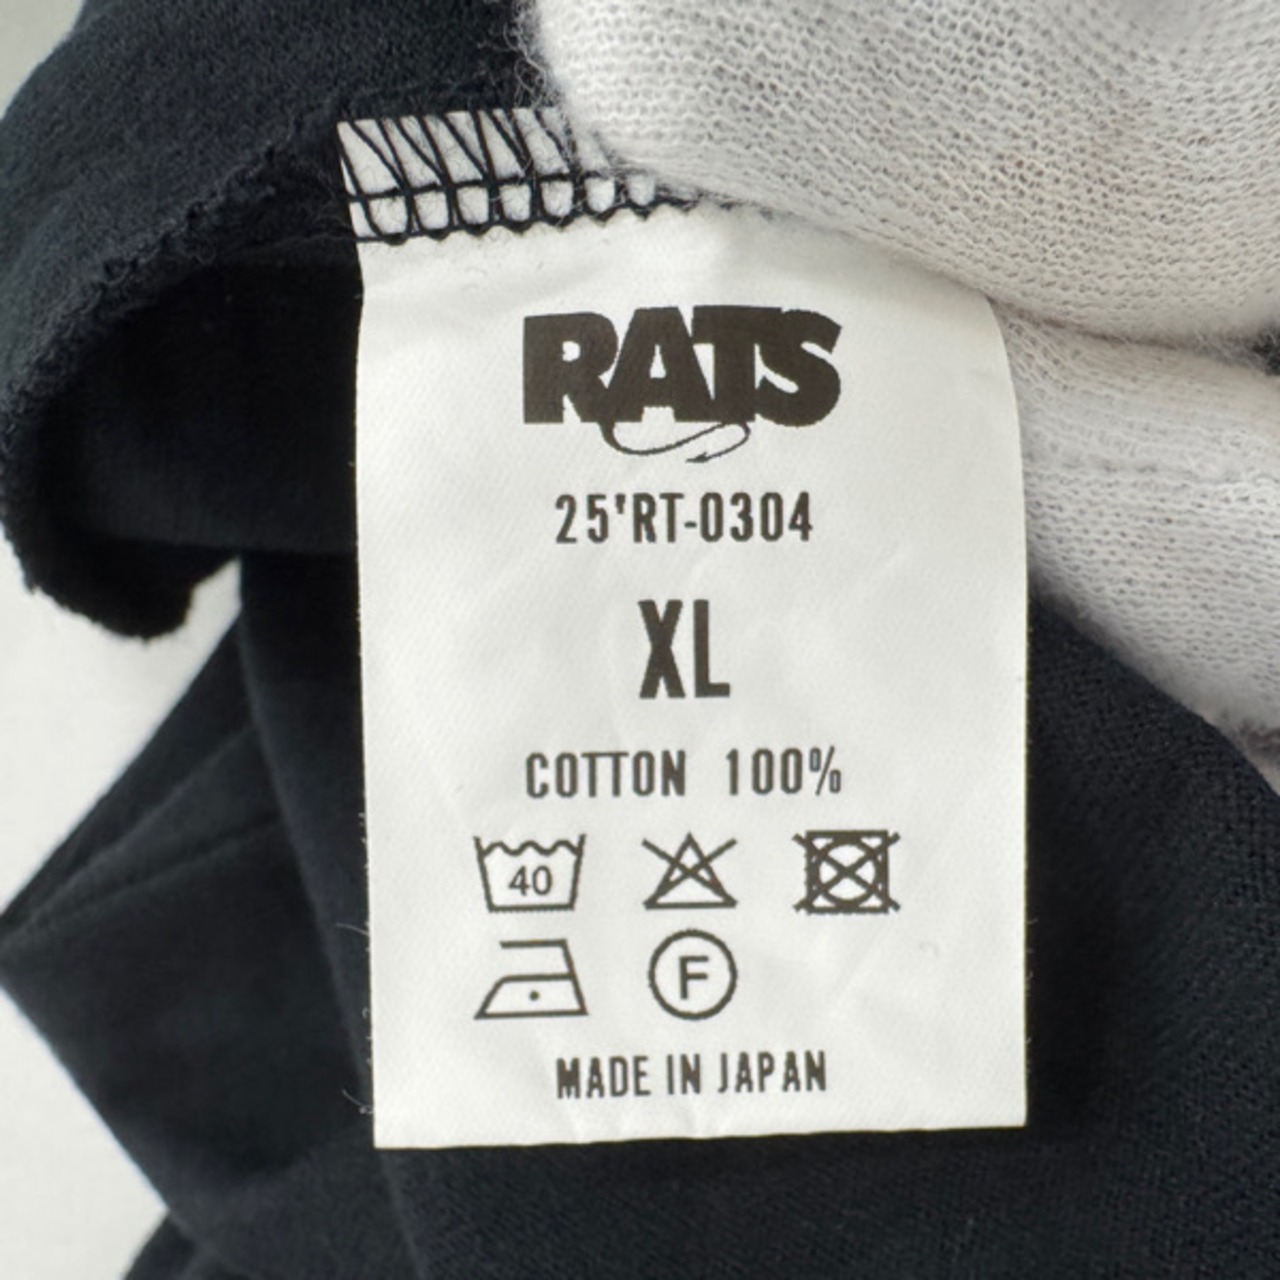 RATS
25'RT-0304
XL
COTTON 100%
40
F
MADE IN JAPAN